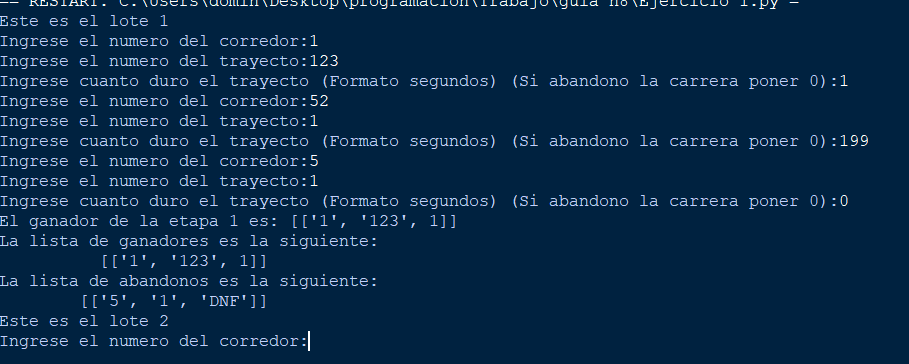 == RESTART: C:\Users\domin\Desktop\programacion\Trabajo\guia n8\Ejercicio 1.py =
Este es el lote 1
Ingrese el numero del corredor:1
Ingrese el numero del trayecto:123
Ingrese cuanto duro el trayecto (Formato segundos) (Si abandono la carrera poner 0):1
Ingrese el numero del corredor:52
Ingrese el numero del trayecto:1
Ingrese cuanto duro el trayecto (Formato segundos) (Si abandono la carrera poner 0):199
Ingrese el numero del corredor:5
Ingrese el numero del trayecto:1
Ingrese cuanto duro el trayecto (Formato segundos) (Si abandono la carrera poner 0):0
El ganador de la etapa 1 es: [['1', '123', 1]]
La lista de ganadores es la siguiente:
          [['1', '123', 1]]
La lista de abandonos es la siguiente:
        [['5', '1', 'DNF']]
Este es el lote 2
Ingrese el numero del corredor: